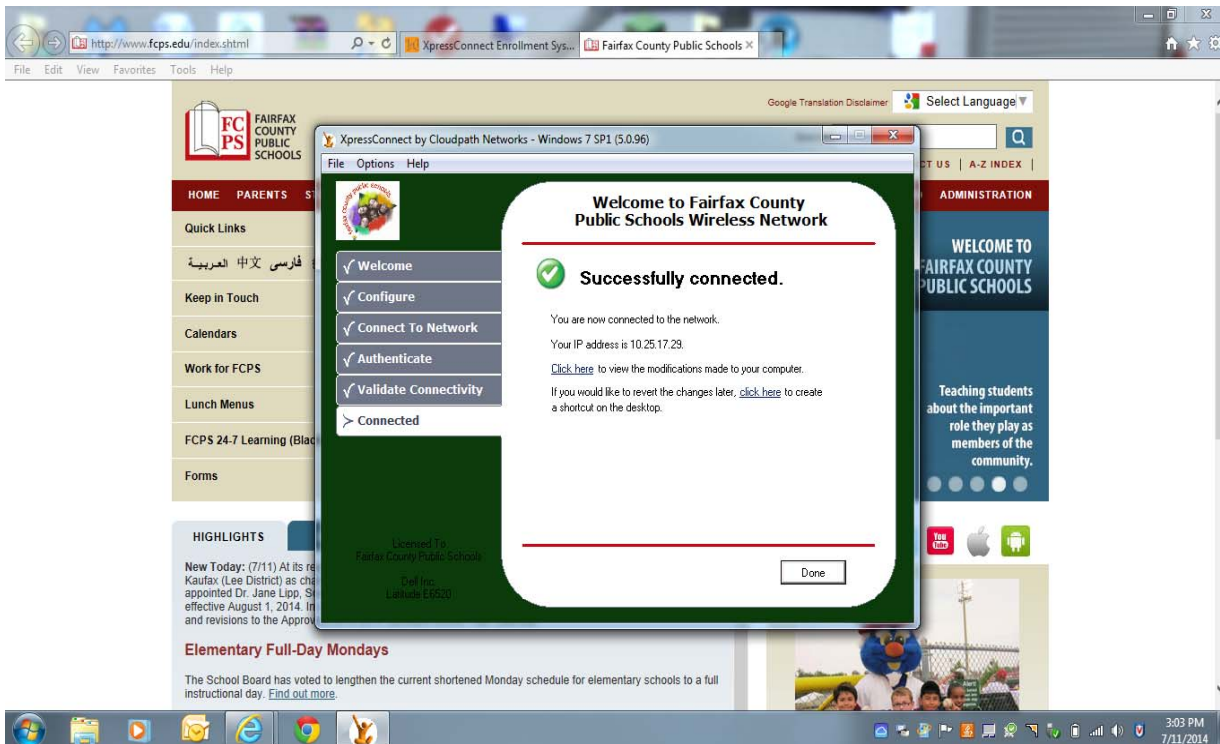 http://www.fcps.edu/index.shtml
XpressConnect Enrollment Sys...
Fairfax County Public Schools
File Edit View Favorites Tools Help
Google Translation Disclaimer
Select Language
FC
PS
FAIRFAX
COUNTY
PUBLIC
SCHOOLS
CT US | A-Z INDEX |
HOME PARENTS
ADMINISTRATION
Quick Links
فارسی 中文 العربية
Keep in Touch
Calendars
Work for FCPS
Lunch Menus
FCPS 24-7 Learning (Blac
Forms
XpressConnect by Cloudpath Networks - Windows 7 SP1 (5.0.96)
File Options Help
Welcome to Fairfax County
Public Schools Wireless Network
Welcome
Configure
Connect To Network
Authenticate
Validate Connectivity
Connected
Successfully connected.
You are now connected to the network.
Your IP address is 10.25.17.29.
Click here to view the modifications made to your computer.
If you would like to revert the changes later, click here to create
a shortcut on the desktop.
Licensed To
Fairfax County Public Schools
Dell Inc.
Latitude E6520
Done
WELCOME TO
FAIRFAX COUNTY
PUBLIC SCHOOLS
Teaching students
about the important
role they play as
members of the
community.
You
Tube
HIGHLIGHTS
New Today: (7/11) At its re
Kaufax (Lee District) as cha
appointed Dr. Jane Lipp, S
effective August 1, 2014. In
and revisions to the Approv
Elementary Full-Day Mondays
The School Board has voted to lengthen the current shortened Monday schedule for elementary schools to a full
instructional day. Find out more.
3:03 PM
7/11/2014